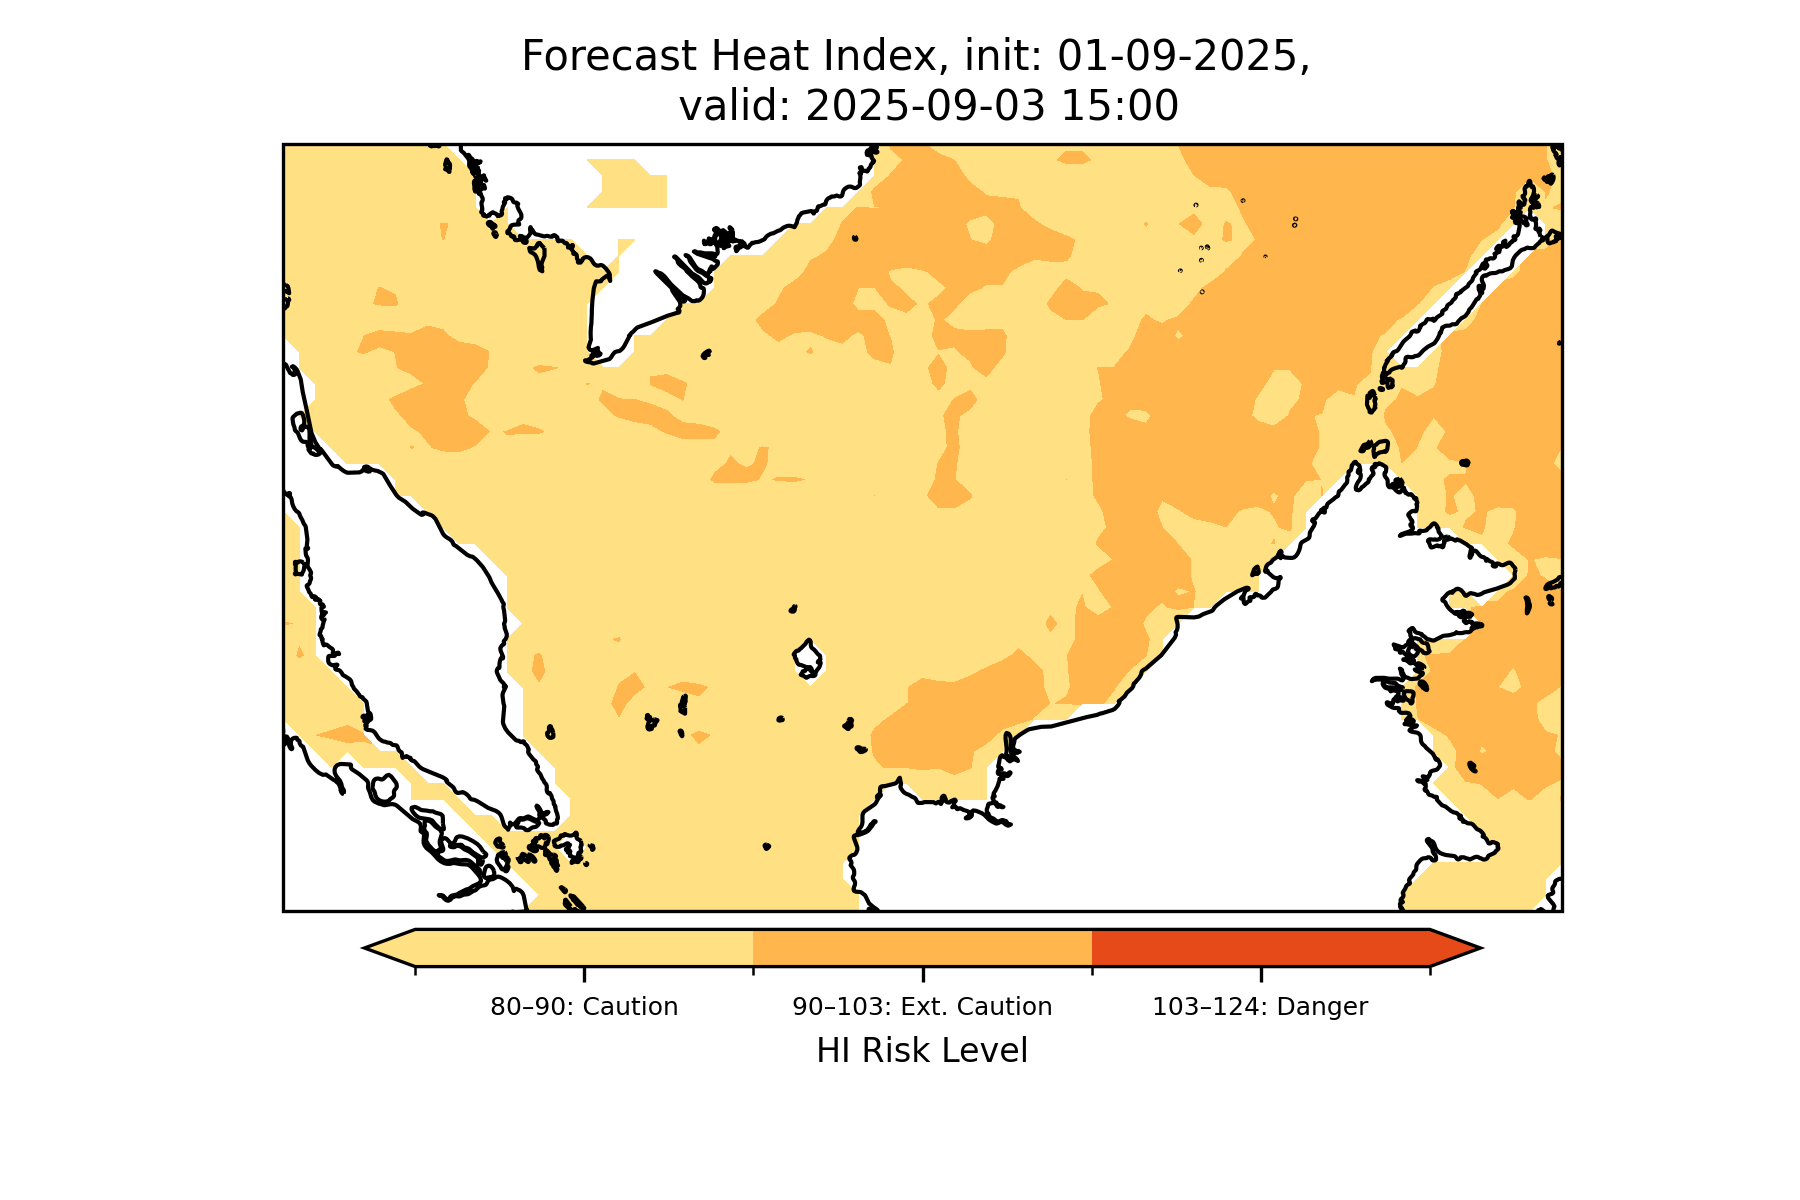 Forecast Heat Index, init: 01-09-2025,
valid: 2025-09-03 15:00
80–90: Caution
90–103: Ext. Caution
103–124: Danger
HI Risk Level